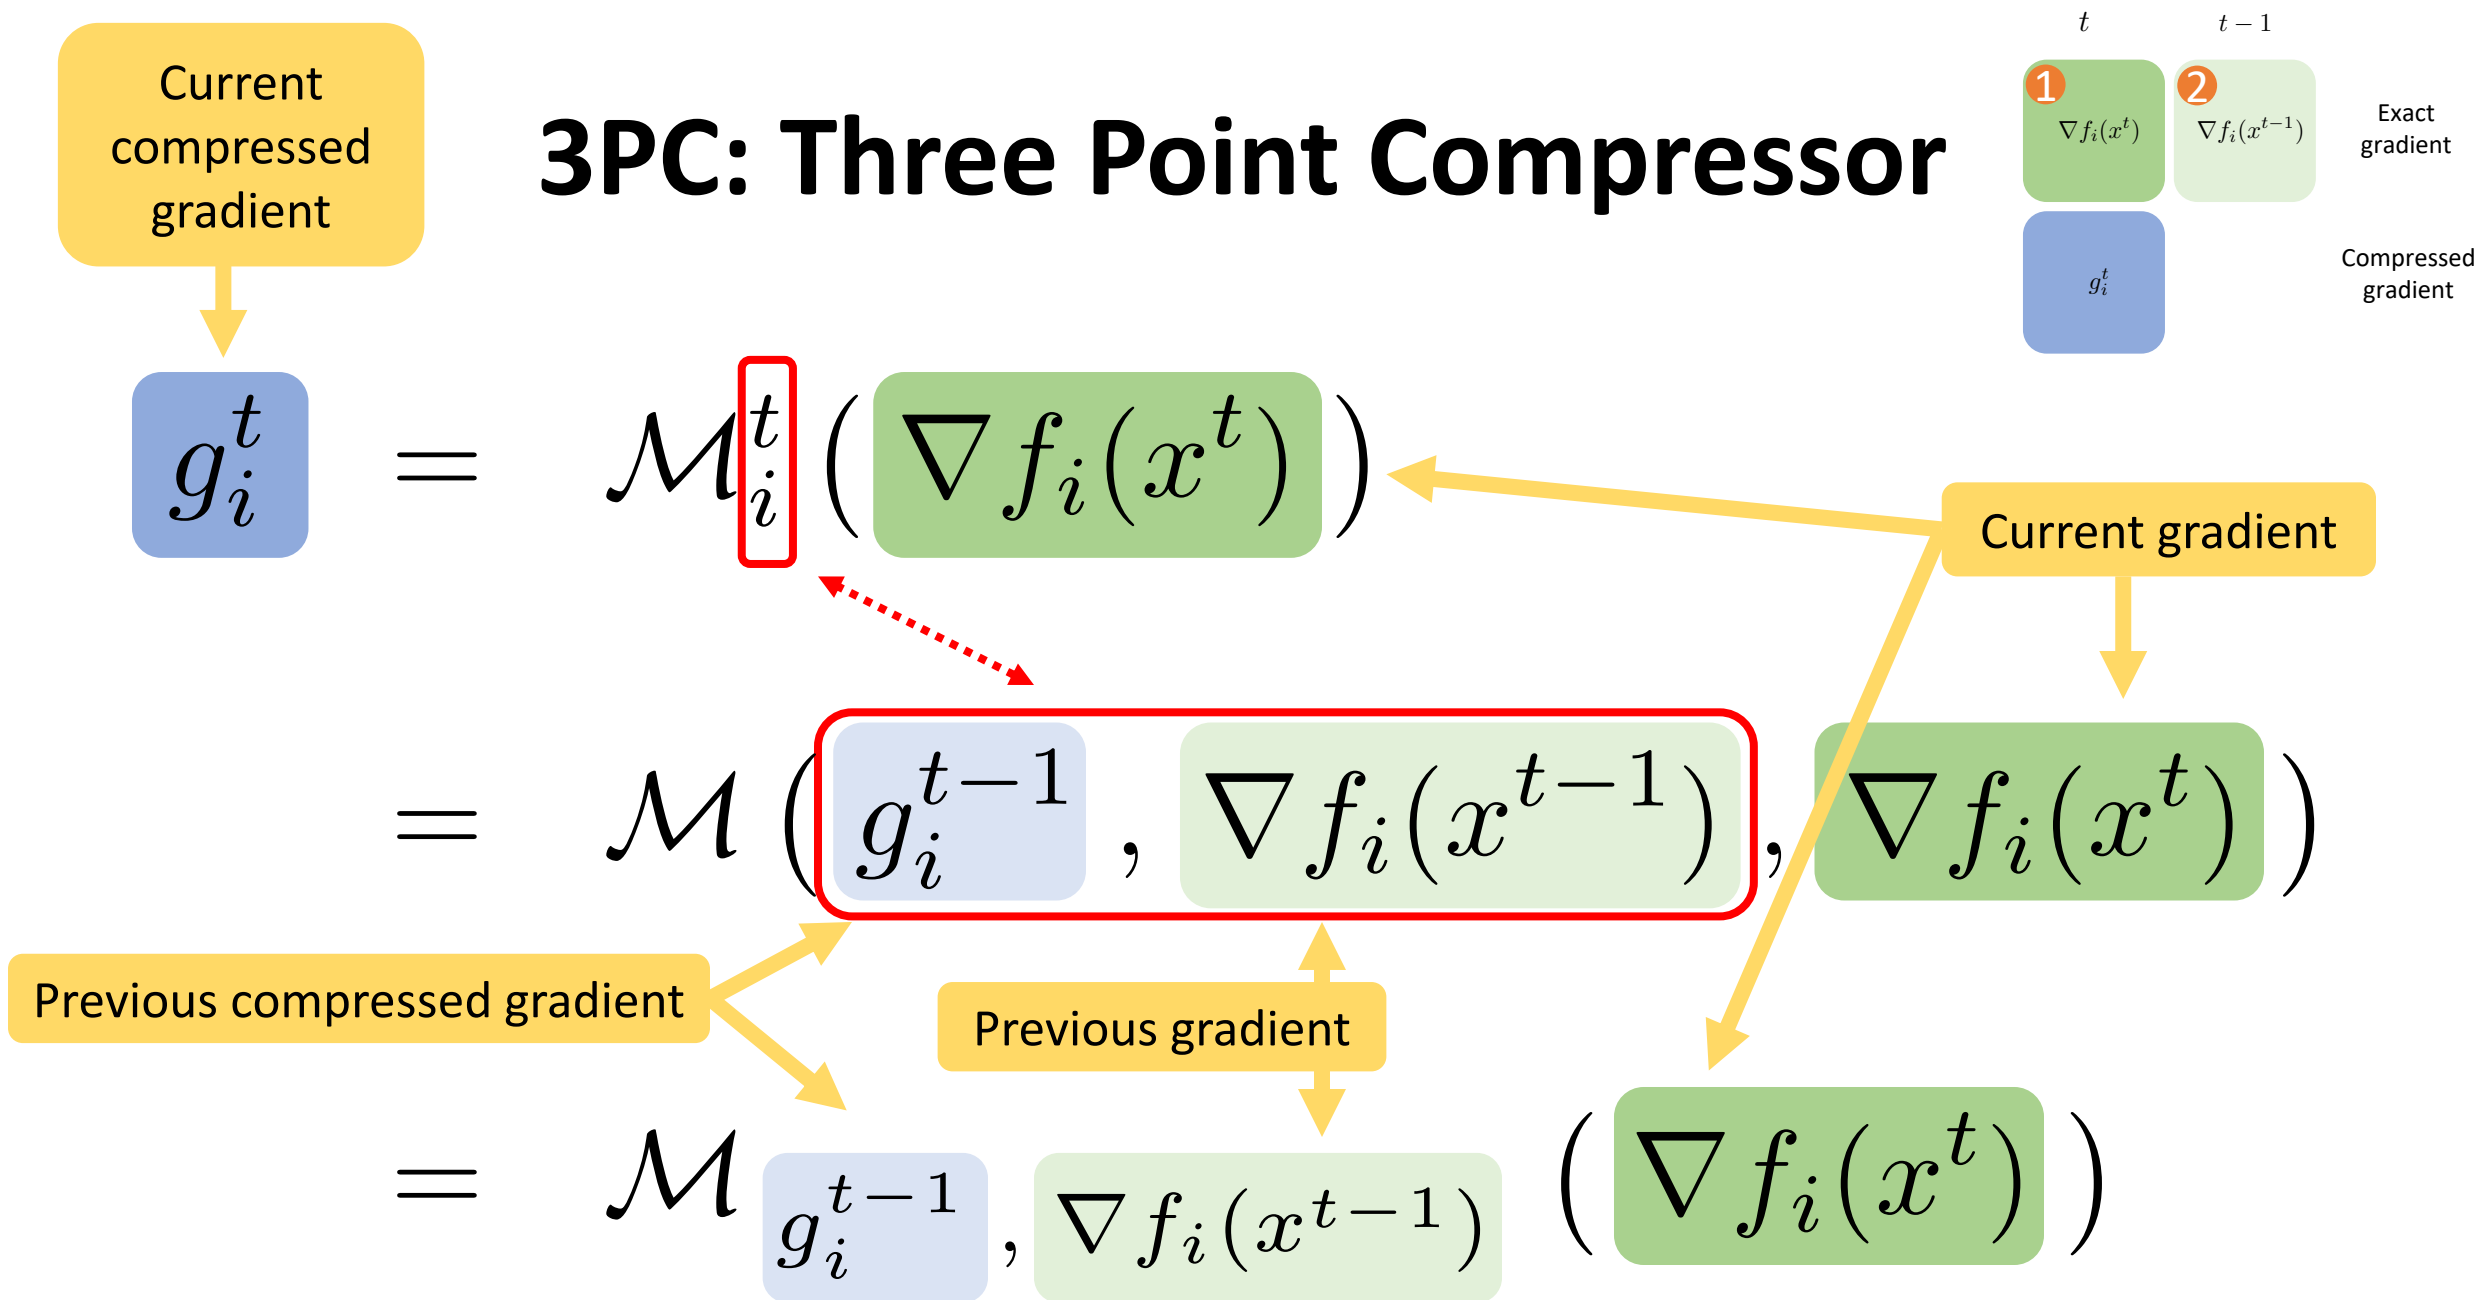 Current
compressed
gradient
3PC: Three Point Compressor
t
t − 1
1
∇f_i(x^t)
2
∇f_i(x^{t−1})
Exact
gradient
g_i^t
Compressed
gradient
g_i^t = ℳ_i^t ( ∇f_i(x^t) )
Current gradient
= ℳ ( g_i^{t−1} , ∇f_i(x^{t−1}) , ∇f_i(x^t) )
Previous compressed gradient
Previous gradient
= ℳ_{g_i^{t−1} , ∇f_i(x^{t−1})} ( ∇f_i(x^t) )